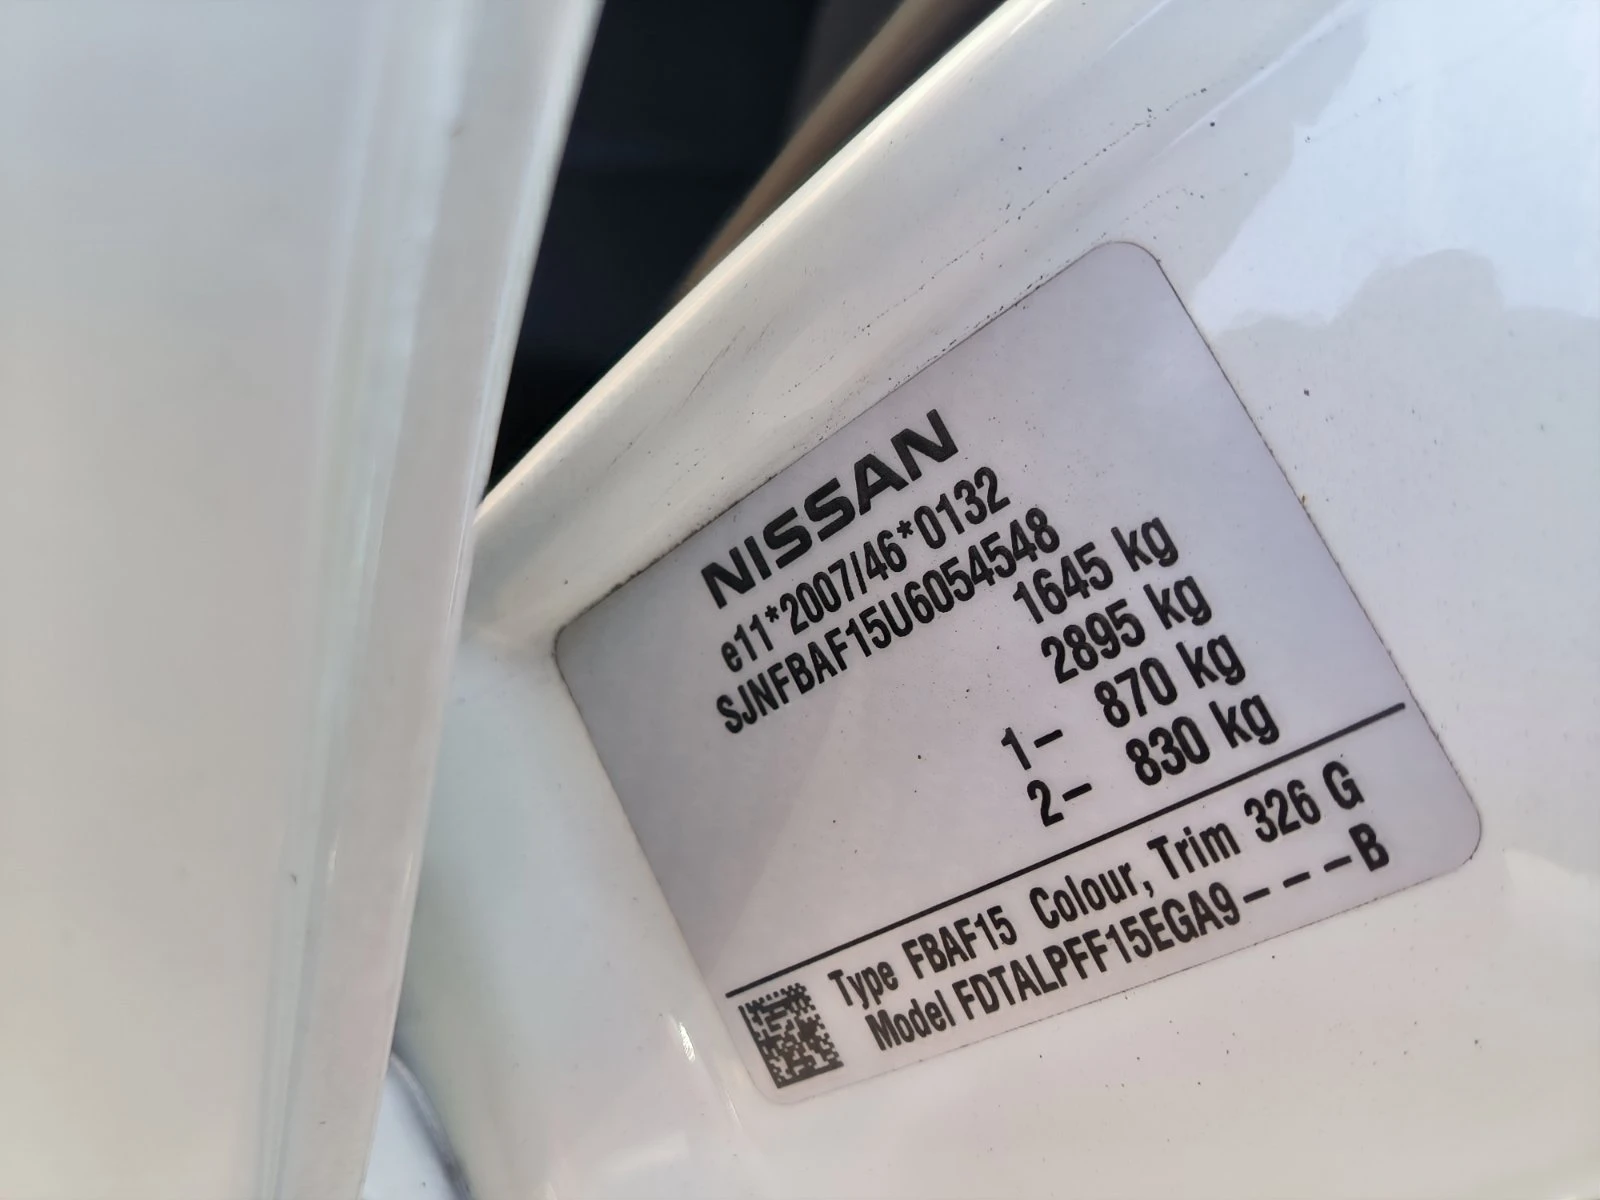 NISSAN
e11*2007/46*0132
SJNFBAF15U6054548
1645 kg
2895 kg
1- 870 kg
2- 830 kg
Type FBAF15 Colour, Trim 326 G
Model FDTALPFF15EGA9----B